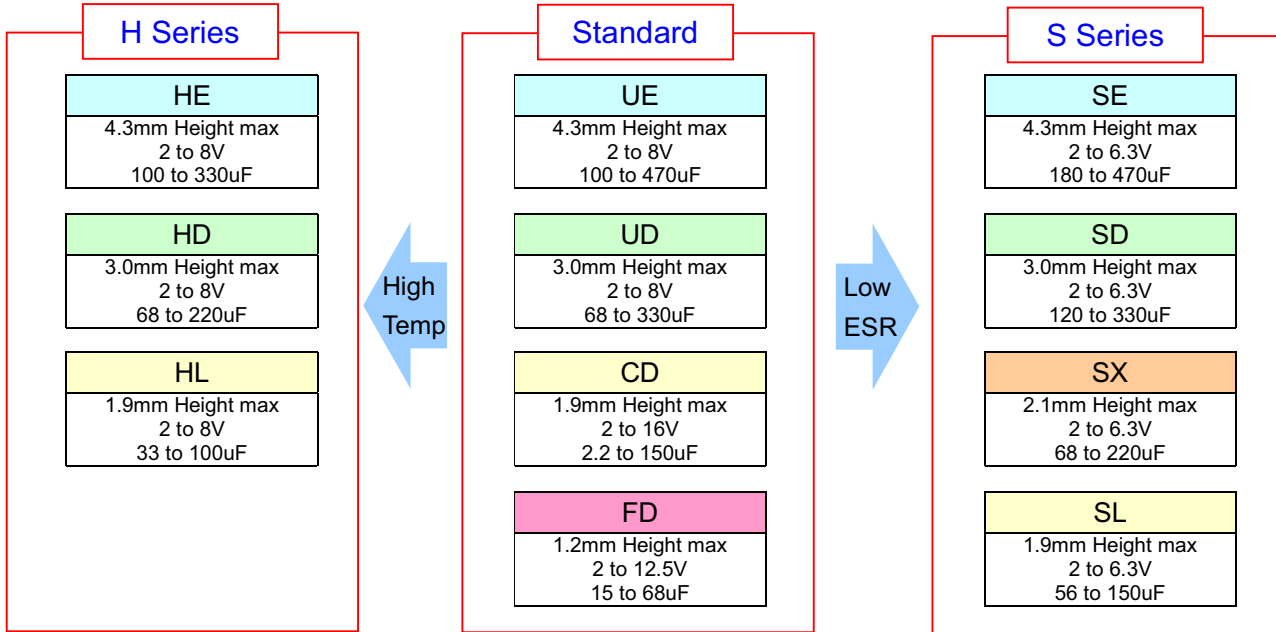 H Series
HE
4.3mm Height max
2 to 8V
100 to 330uF
HD
3.0mm Height max
2 to 8V
68 to 220uF
HL
1.9mm Height max
2 to 8V
33 to 100uF
High
Temp
Standard
UE
4.3mm Height max
2 to 8V
100 to 470uF
UD
3.0mm Height max
2 to 8V
68 to 330uF
CD
1.9mm Height max
2 to 16V
2.2 to 150uF
FD
1.2mm Height max
2 to 12.5V
15 to 68uF
Low
ESR
S Series
SE
4.3mm Height max
2 to 6.3V
180 to 470uF
SD
3.0mm Height max
2 to 6.3V
120 to 330uF
SX
2.1mm Height max
2 to 6.3V
68 to 220uF
SL
1.9mm Height max
2 to 6.3V
56 to 150uF